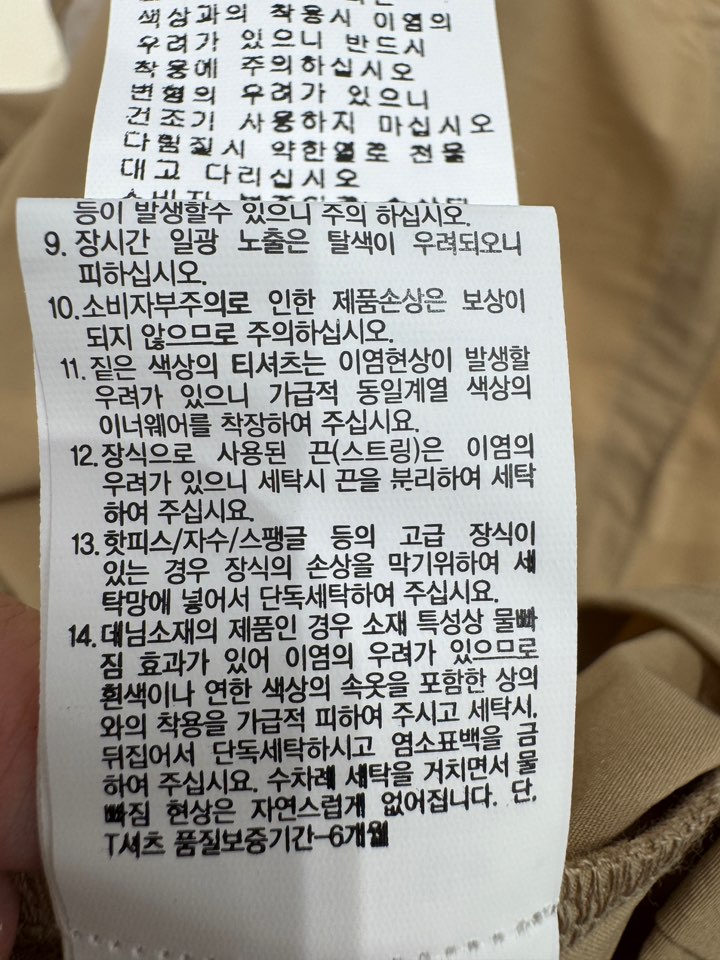 색상과의 착용시 이염의
우려가 있으니 반드시
착용에 주의하십시오
변형의 우려가 있으니
건조기 사용하지 마십시오
다림질시 약한열로 천을
대고 다리십시오
등이 발생할수 있으니 주의 하십시오.
9. 장시간 일광 노출은 탈색이 우려되오니
피하십시오.
10. 소비자부주의로 인한 제품손상은 보상이
되지 않으므로 주의하십시오.
11. 짙은 색상의 티셔츠는 이염현상이 발생할
우려가 있으니 가급적 동일계열 색상의
이너웨어를 착장하여 주십시요.
12. 장식으로 사용된 끈(스트링)은 이염의
우려가 있으니 세탁시 끈을 분리하여 세탁
하여 주십시요.
13. 핫피스/자수/스팽글 등의 고급 장식이
있는 경우 장식의 손상을 막기위하여 세
탁망에 넣어서 단독세탁하여 주십시요.
14. 데님소재의 제품인 경우 소재 특성상 물빠
짐 효과가 있어 이염의 우려가 있으므로
흰색이나 연한 색상의 속옷을 포함한 상의
와의 착용을 가급적 피하여 주시고 세탁시,
뒤집어서 단독세탁하시고 염소표백을 금
하여 주십시요. 수차례 세탁을 거치면서 물
빠짐 현상은 자연스럽게 없어집니다. 단,
T셔츠 품질보증기간-6개월